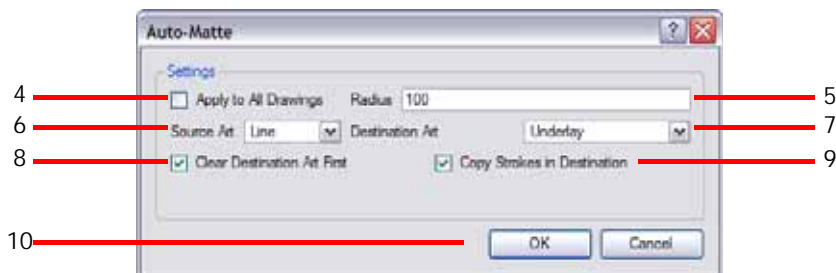 Auto-Matte
Settings
4 Apply to All Drawings Radius 100 5
6 Source Art Line Destination Art Underlay 7
8 Clear Destination Art First Copy Strokes in Destination 9
10 OK Cancel